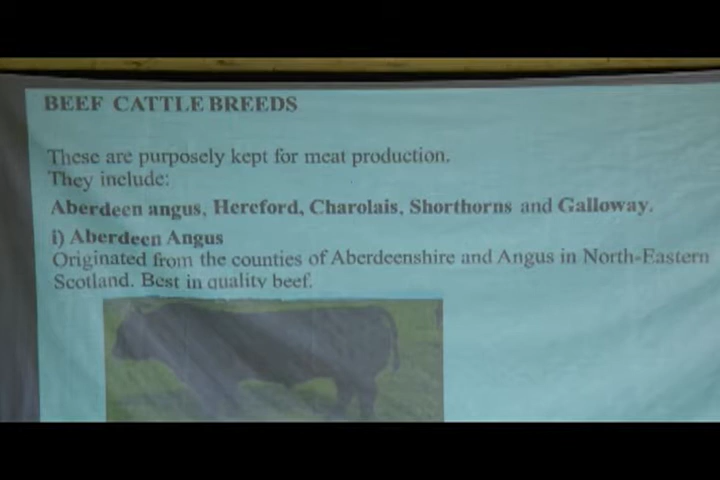 BEEF CATTLE BREEDS
These are purposely kept for meat production.
They include:
Aberdeen angus, Hereford, Charolais, Shorthorns and Galloway.
i) Aberdeen Angus
Originated from the counties of Aberdeenshire and Angus in North-Eastern
Scotland. Best in quality beef.